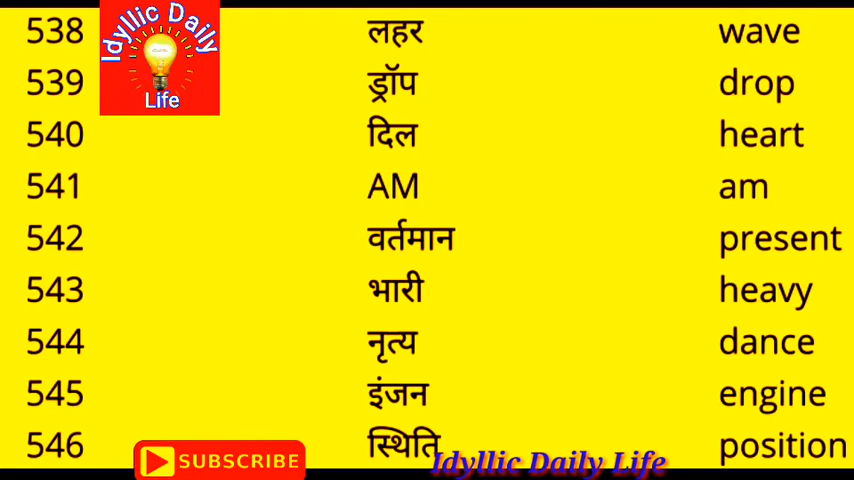 538 लहर wave
Idyllic Daily
Life
539 ड्रॉप drop
540 दिल heart
541 AM am
542 वर्तमान present
543 भारी heavy
544 नृत्य dance
545 इंजन engine
546 स्थिति position
SUBSCRIBE
Idyllic Daily Life